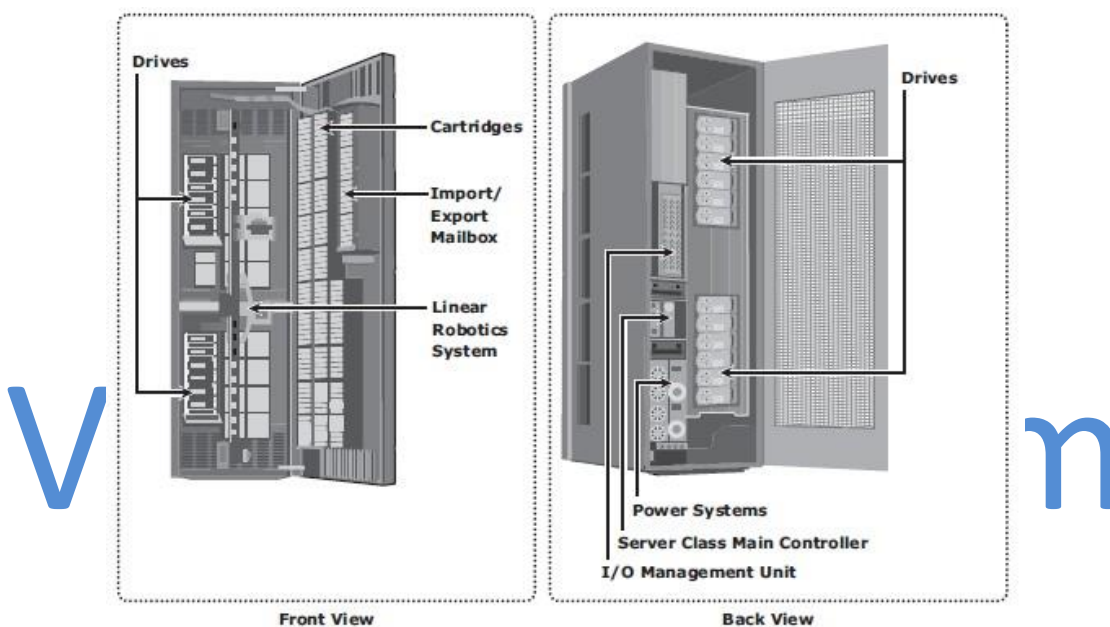 Drives
Cartridges
Import/
Export
Mailbox
Linear
Robotics
System
Front View
Drives
Power Systems
Server Class Main Controller
I/O Management Unit
Back View